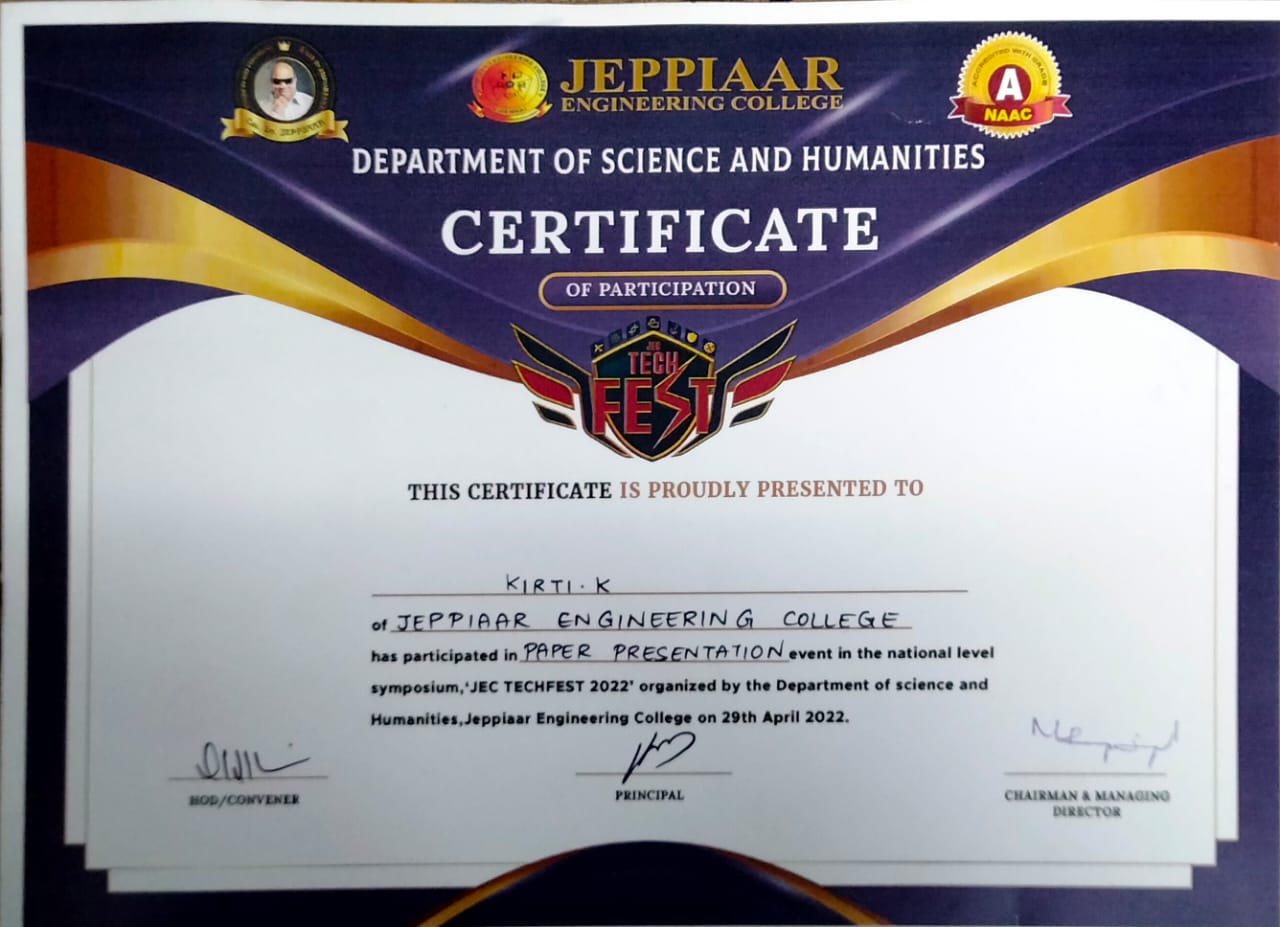 JEPPIAAR
ENGINEERING COLLEGE
ACCREDITED WITH GRADE
A
NAAC
DEPARTMENT OF SCIENCE AND HUMANITIES
CERTIFICATE
OF PARTICIPATION
JEC
TECH
FEST
THIS CERTIFICATE IS PROUDLY PRESENTED TO
KIRTI.K
of JEPPIAAR ENGINEERING COLLEGE
has participated in PAPER PRESENTATION event in the national level
symposium,'JEC TECHFEST 2022' organized by the Department of science and
Humanities,Jeppiaar Engineering College on 29th April 2022.
HOD/CONVENER
PRINCIPAL
CHAIRMAN & MANAGING
DIRECTOR